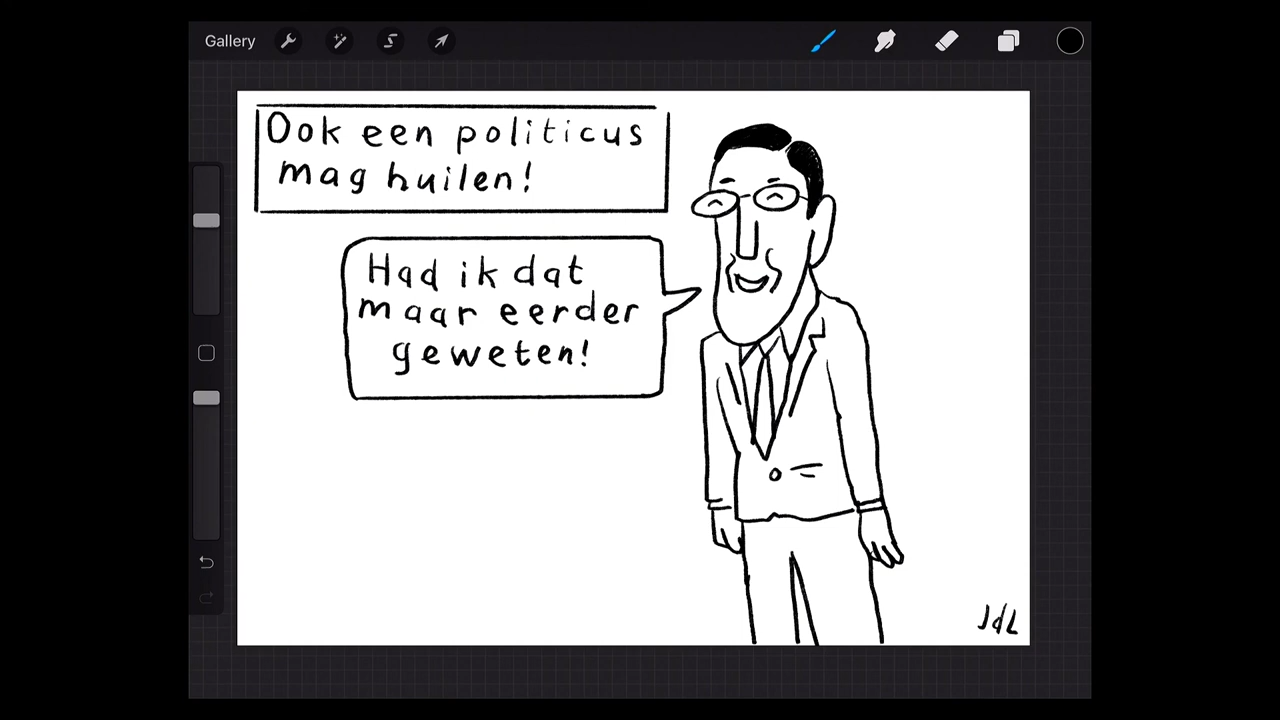 Gallery
Ook een politicus
mag huilen!
Had ik dat
maar eerder
geweten!
JdL